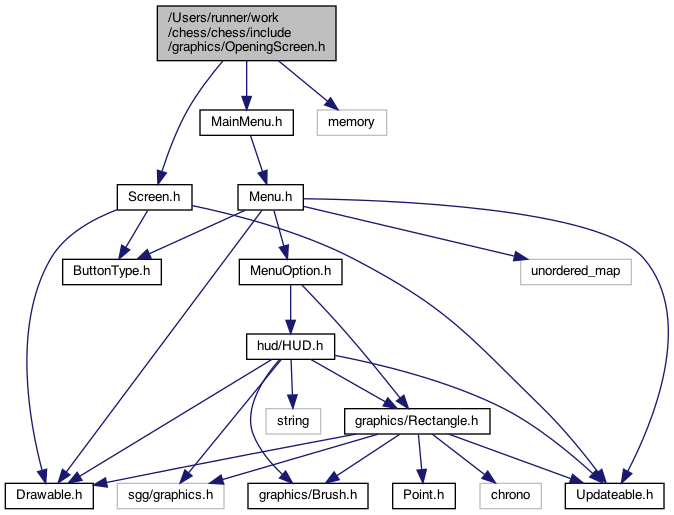 /Users/runner/work
/chess/chess/include
/graphics/OpeningScreen.h
MainMenu.h
memory
Screen.h
Menu.h
ButtonType.h
MenuOption.h
unordered_map
hud/HUD.h
string
graphics/Rectangle.h
Drawable.h
sgg/graphics.h
graphics/Brush.h
Point.h
chrono
Updateable.h